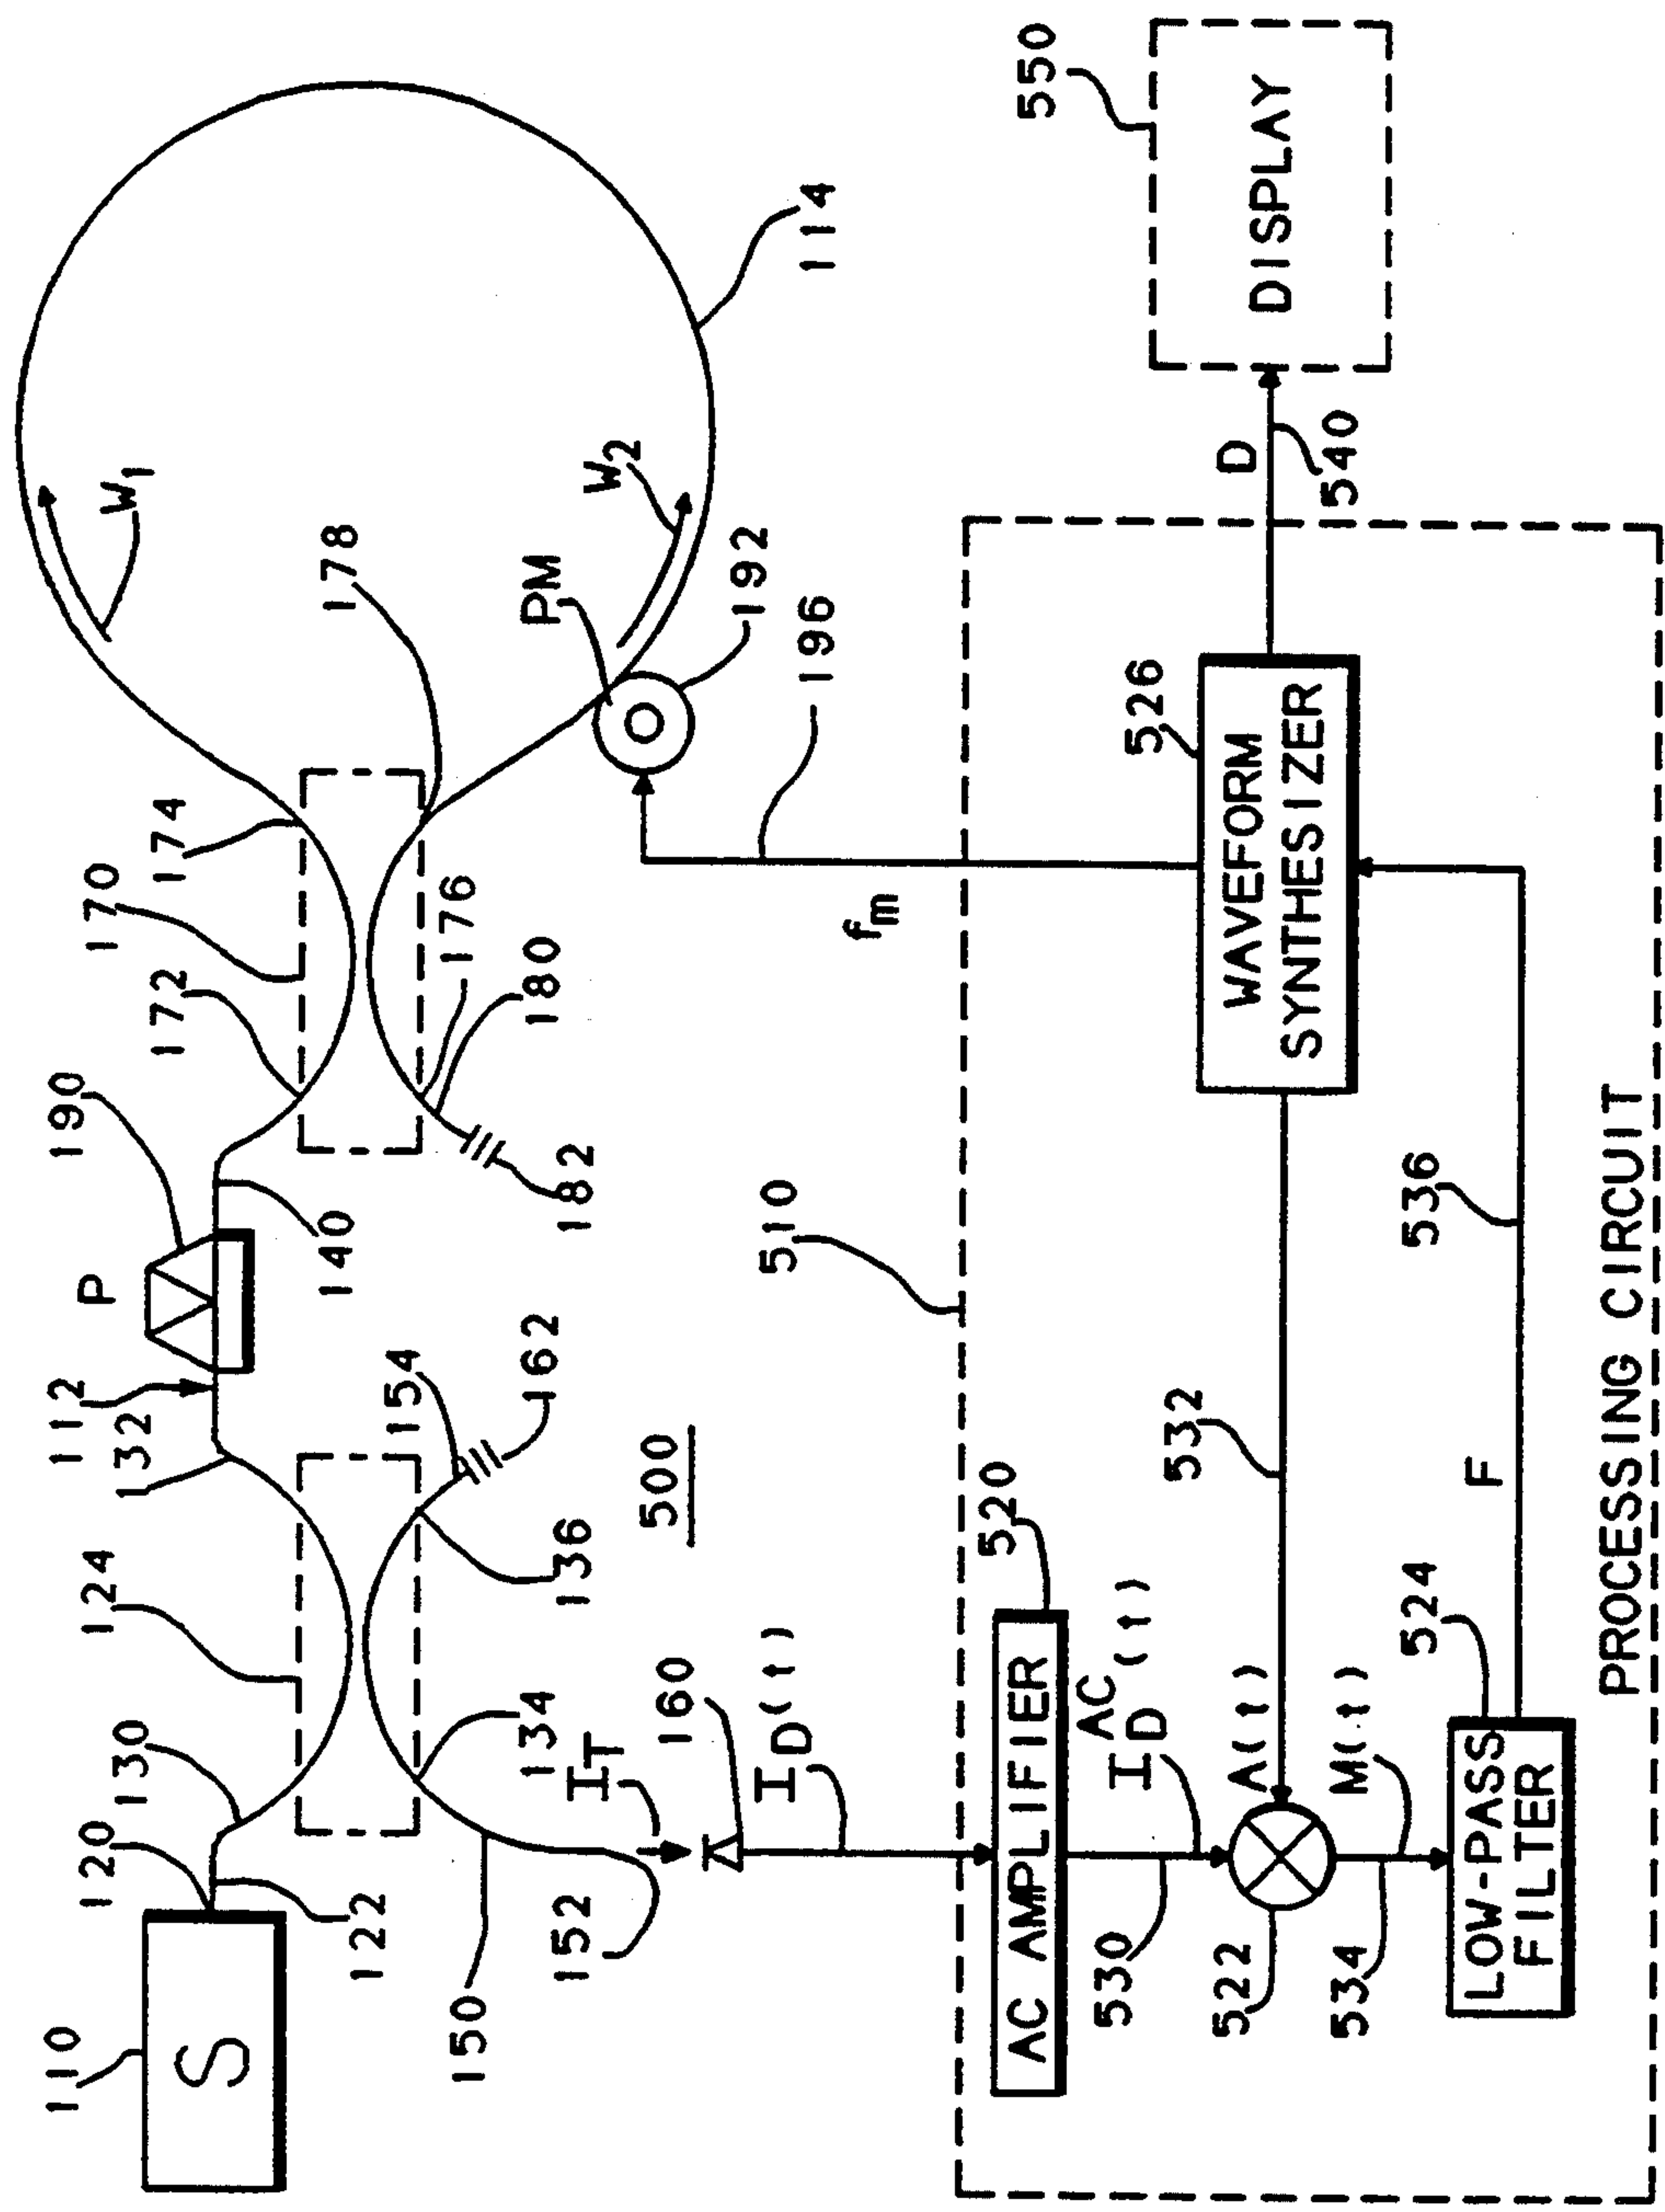 110
S
120
122
130
124
132
112
P
190
140
172
170
174
W1
W2
178
PM
192
114
196
176
180
182
154
162
136
134
150
152
IT
160
ID(t)
500
510
fm
520
AC AMPLIFIER
530
ID AC (t)
522
A(t)
532
534
M(t)
524
LOW-PASS
FILTER
F
536
526
WAVEFORM
SYNTHESIZER
D
540
550
DISPLAY
PROCESSING CIRCUIT